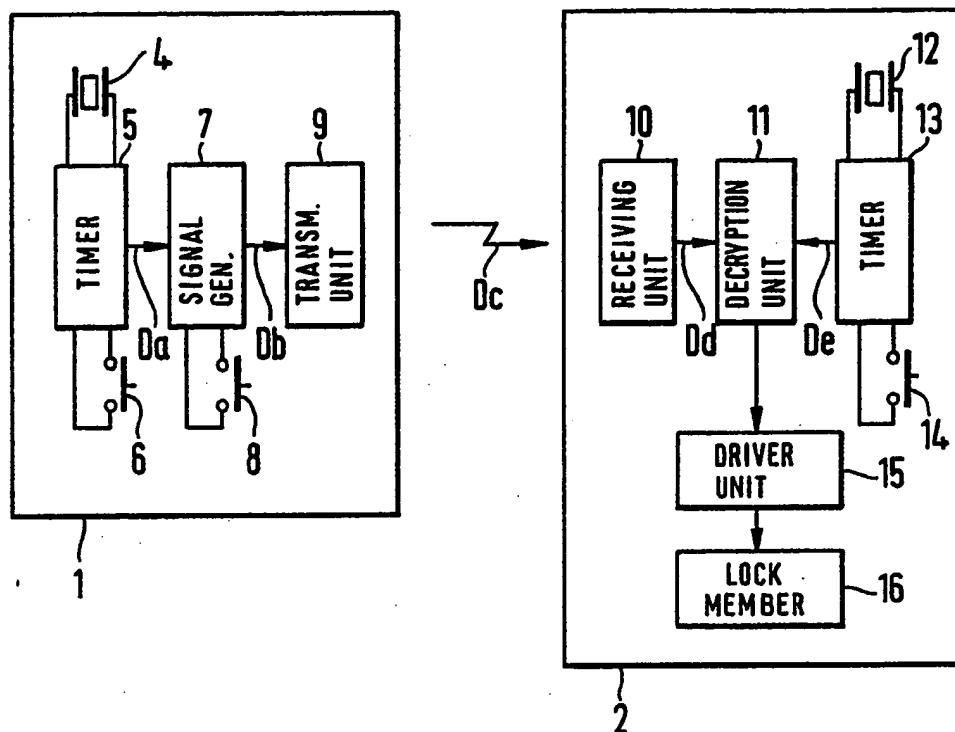 4
5
7
9
TIMER
SIGNAL
GEN.
TRANSM.
UNIT
Da
Db
6
8
1
Dc
12
10
11
13
RECEIVING
UNIT
DECRYPTION
UNIT
TIMER
Dd
De
14
DRIVER
UNIT
15
LOCK
MEMBER
16
2